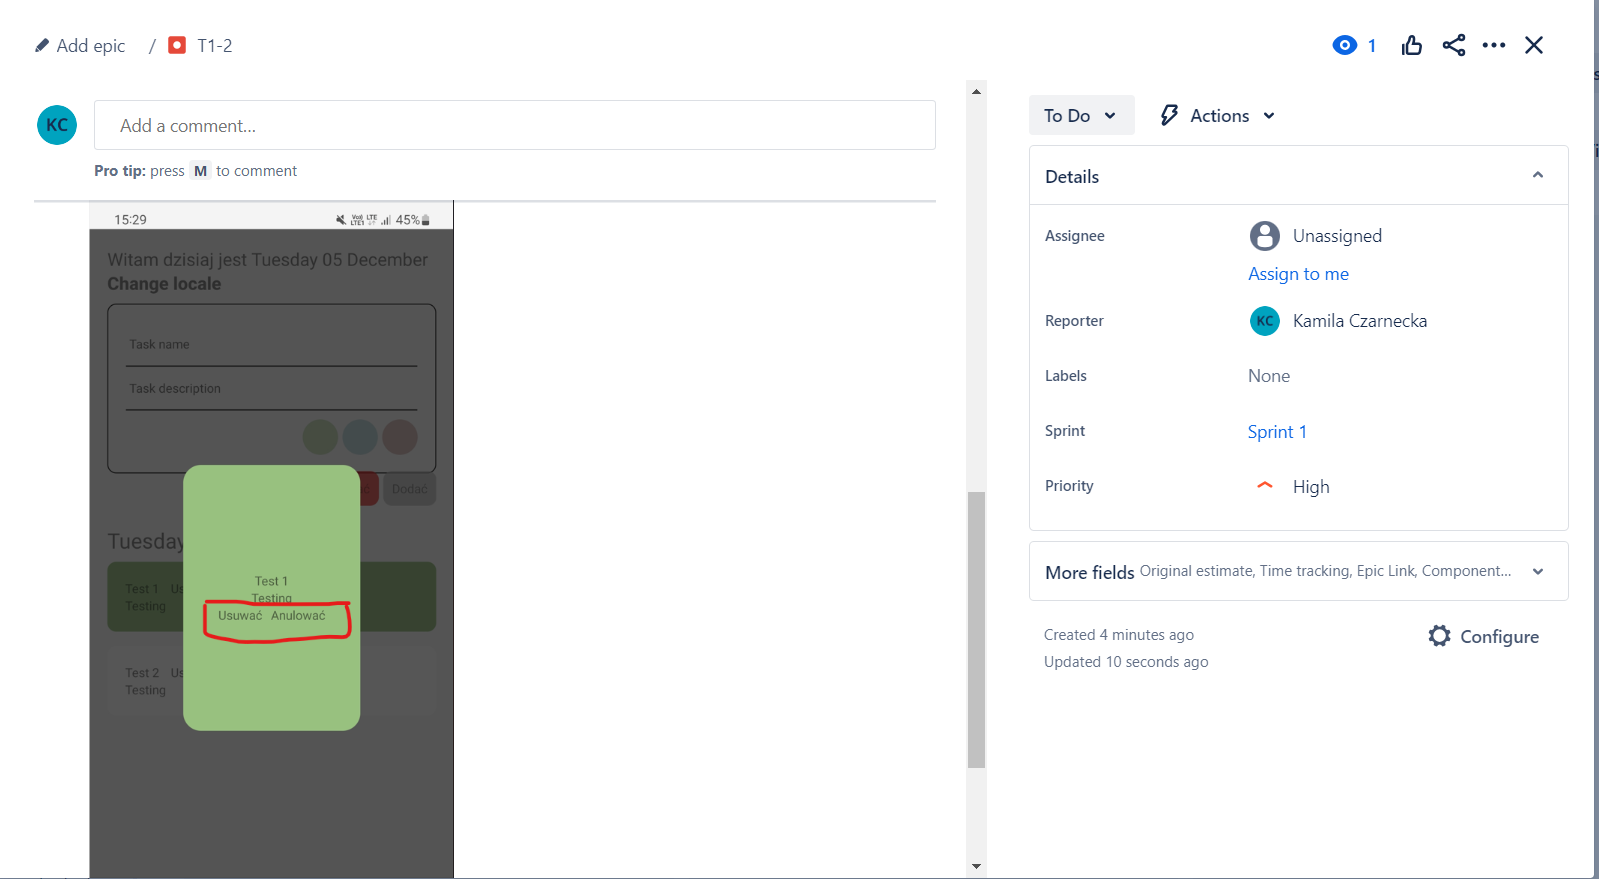 Add epic / T1-2
1
KC
Add a comment...
Pro tip: press M to comment
15:29
LTE
LTE1
45%
Witam dzisiaj jest Tuesday 05 December
Change locale
Task name
Task description
Dodać
Tuesday
Test 1
Testing
Test 1
Testing
Usuwać Anulować
Test 2
Testing
To Do
Actions
Details
Assignee
Unassigned
Assign to me
Reporter
KC
Kamila Czarnecka
Labels
None
Sprint
Sprint 1
Priority
High
More fields Original estimate, Time tracking, Epic Link, Component...
Created 4 minutes ago
Configure
Updated 10 seconds ago